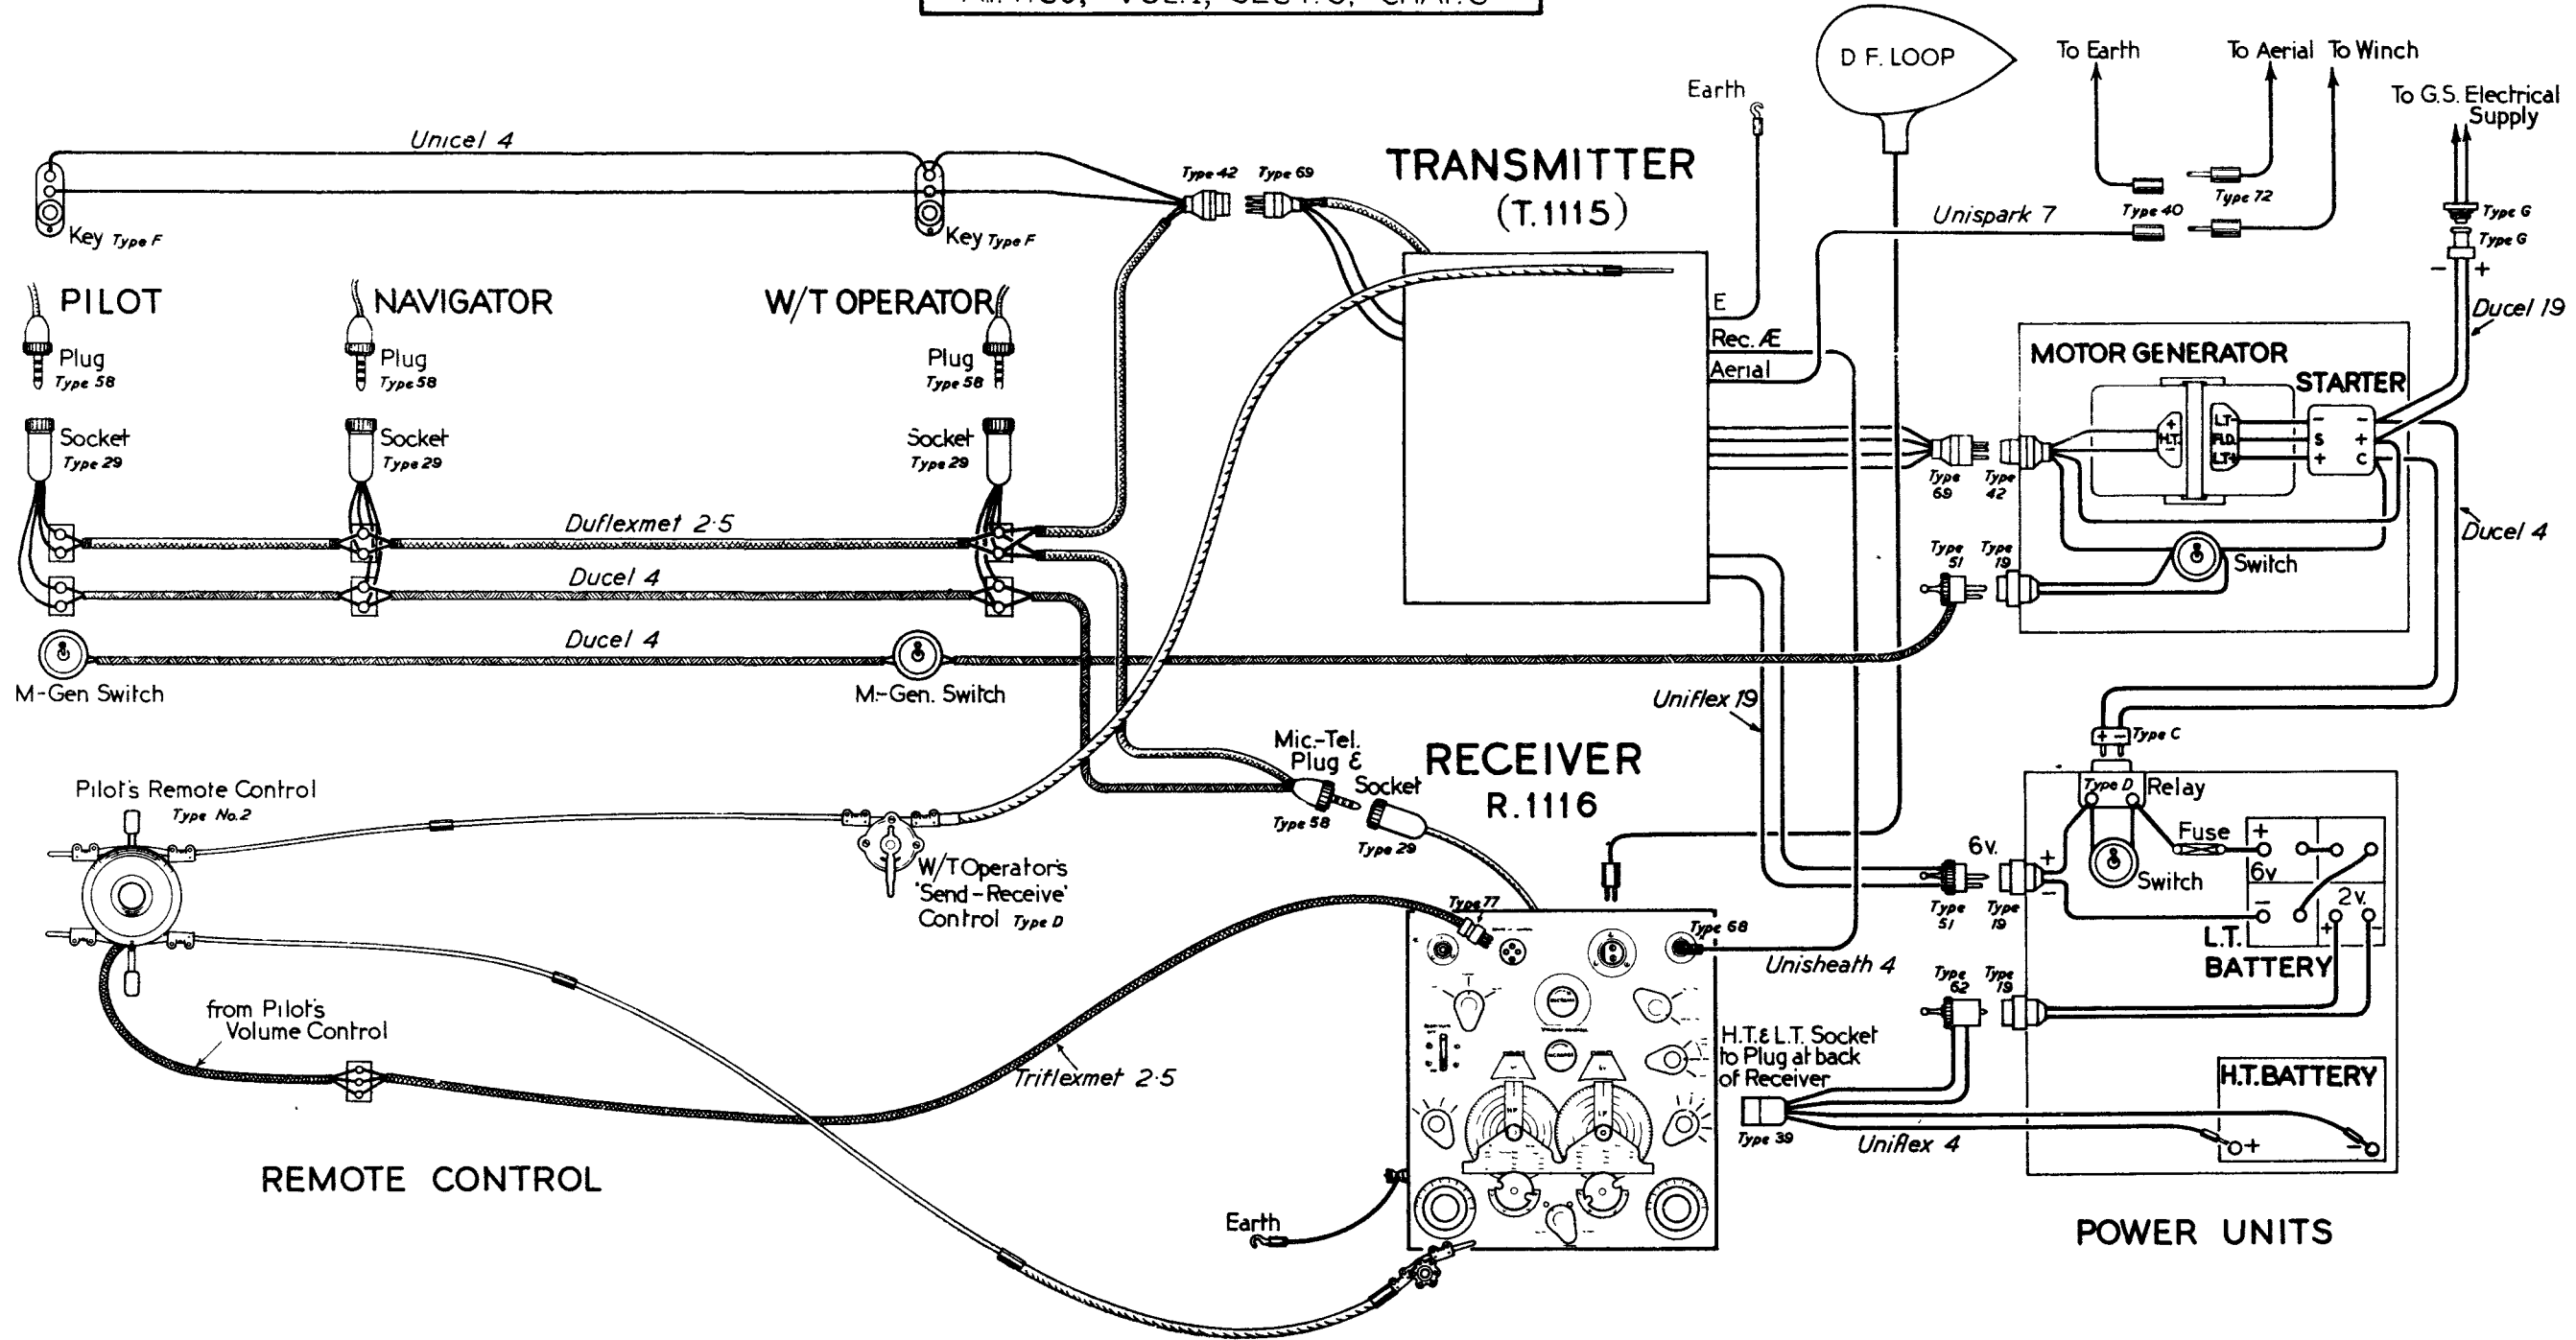 Unicel 4
Key Type F
Key Type F
Type 42
Type 69
TRANSMITTER
(T.1115)
Earth
D F. LOOP
To Earth
To Aerial
To Winch
To G.S. Electrical
Supply
Type 40
Type 72
Unispark 7
Type G
Type G
- +
Ducel 19
PILOT
NAVIGATOR
W/T OPERATOR
Plug
Type 58
Plug
Type 58
Plug
Type 58
Socket
Type 29
Socket
Type 29
Socket
Type 29
E
Rec. Æ
Aerial
MOTOR GENERATOR
STARTER
+
H.T.
-
LT-
FLD.
LT+
- -
S +
+ C
Type
69
Type
42
Duflexmet 2·5
Ducel 4
Ducel 4
Type
51
Type
19
Switch
Ducel 4
M-Gen Switch
M.-Gen. Switch
Uniflex 19
Mic.-Tel.
Plug &
Socket
Type 58
Type 29
RECEIVER
R.1116
+ -
Type C
Type D
Relay
Fuse
Switch
6v.
+
-
Type
51
Type
19
+
6v
-
2v.
+ -
L.T.
BATTERY
Pilot's Remote Control
Type No.2
W/T Operator's
'Send-Receive'
Control Type D
Type 77
Type 68
Unisheath 4
Type
62
Type
19
from Pilot's
Volume Control
Triflexmet 2·5
H.T.& L.T. Socket
to Plug at back
of Receiver
Type 39
Uniflex 4
H.T. BATTERY
+ -
REMOTE CONTROL
Earth
POWER UNITS